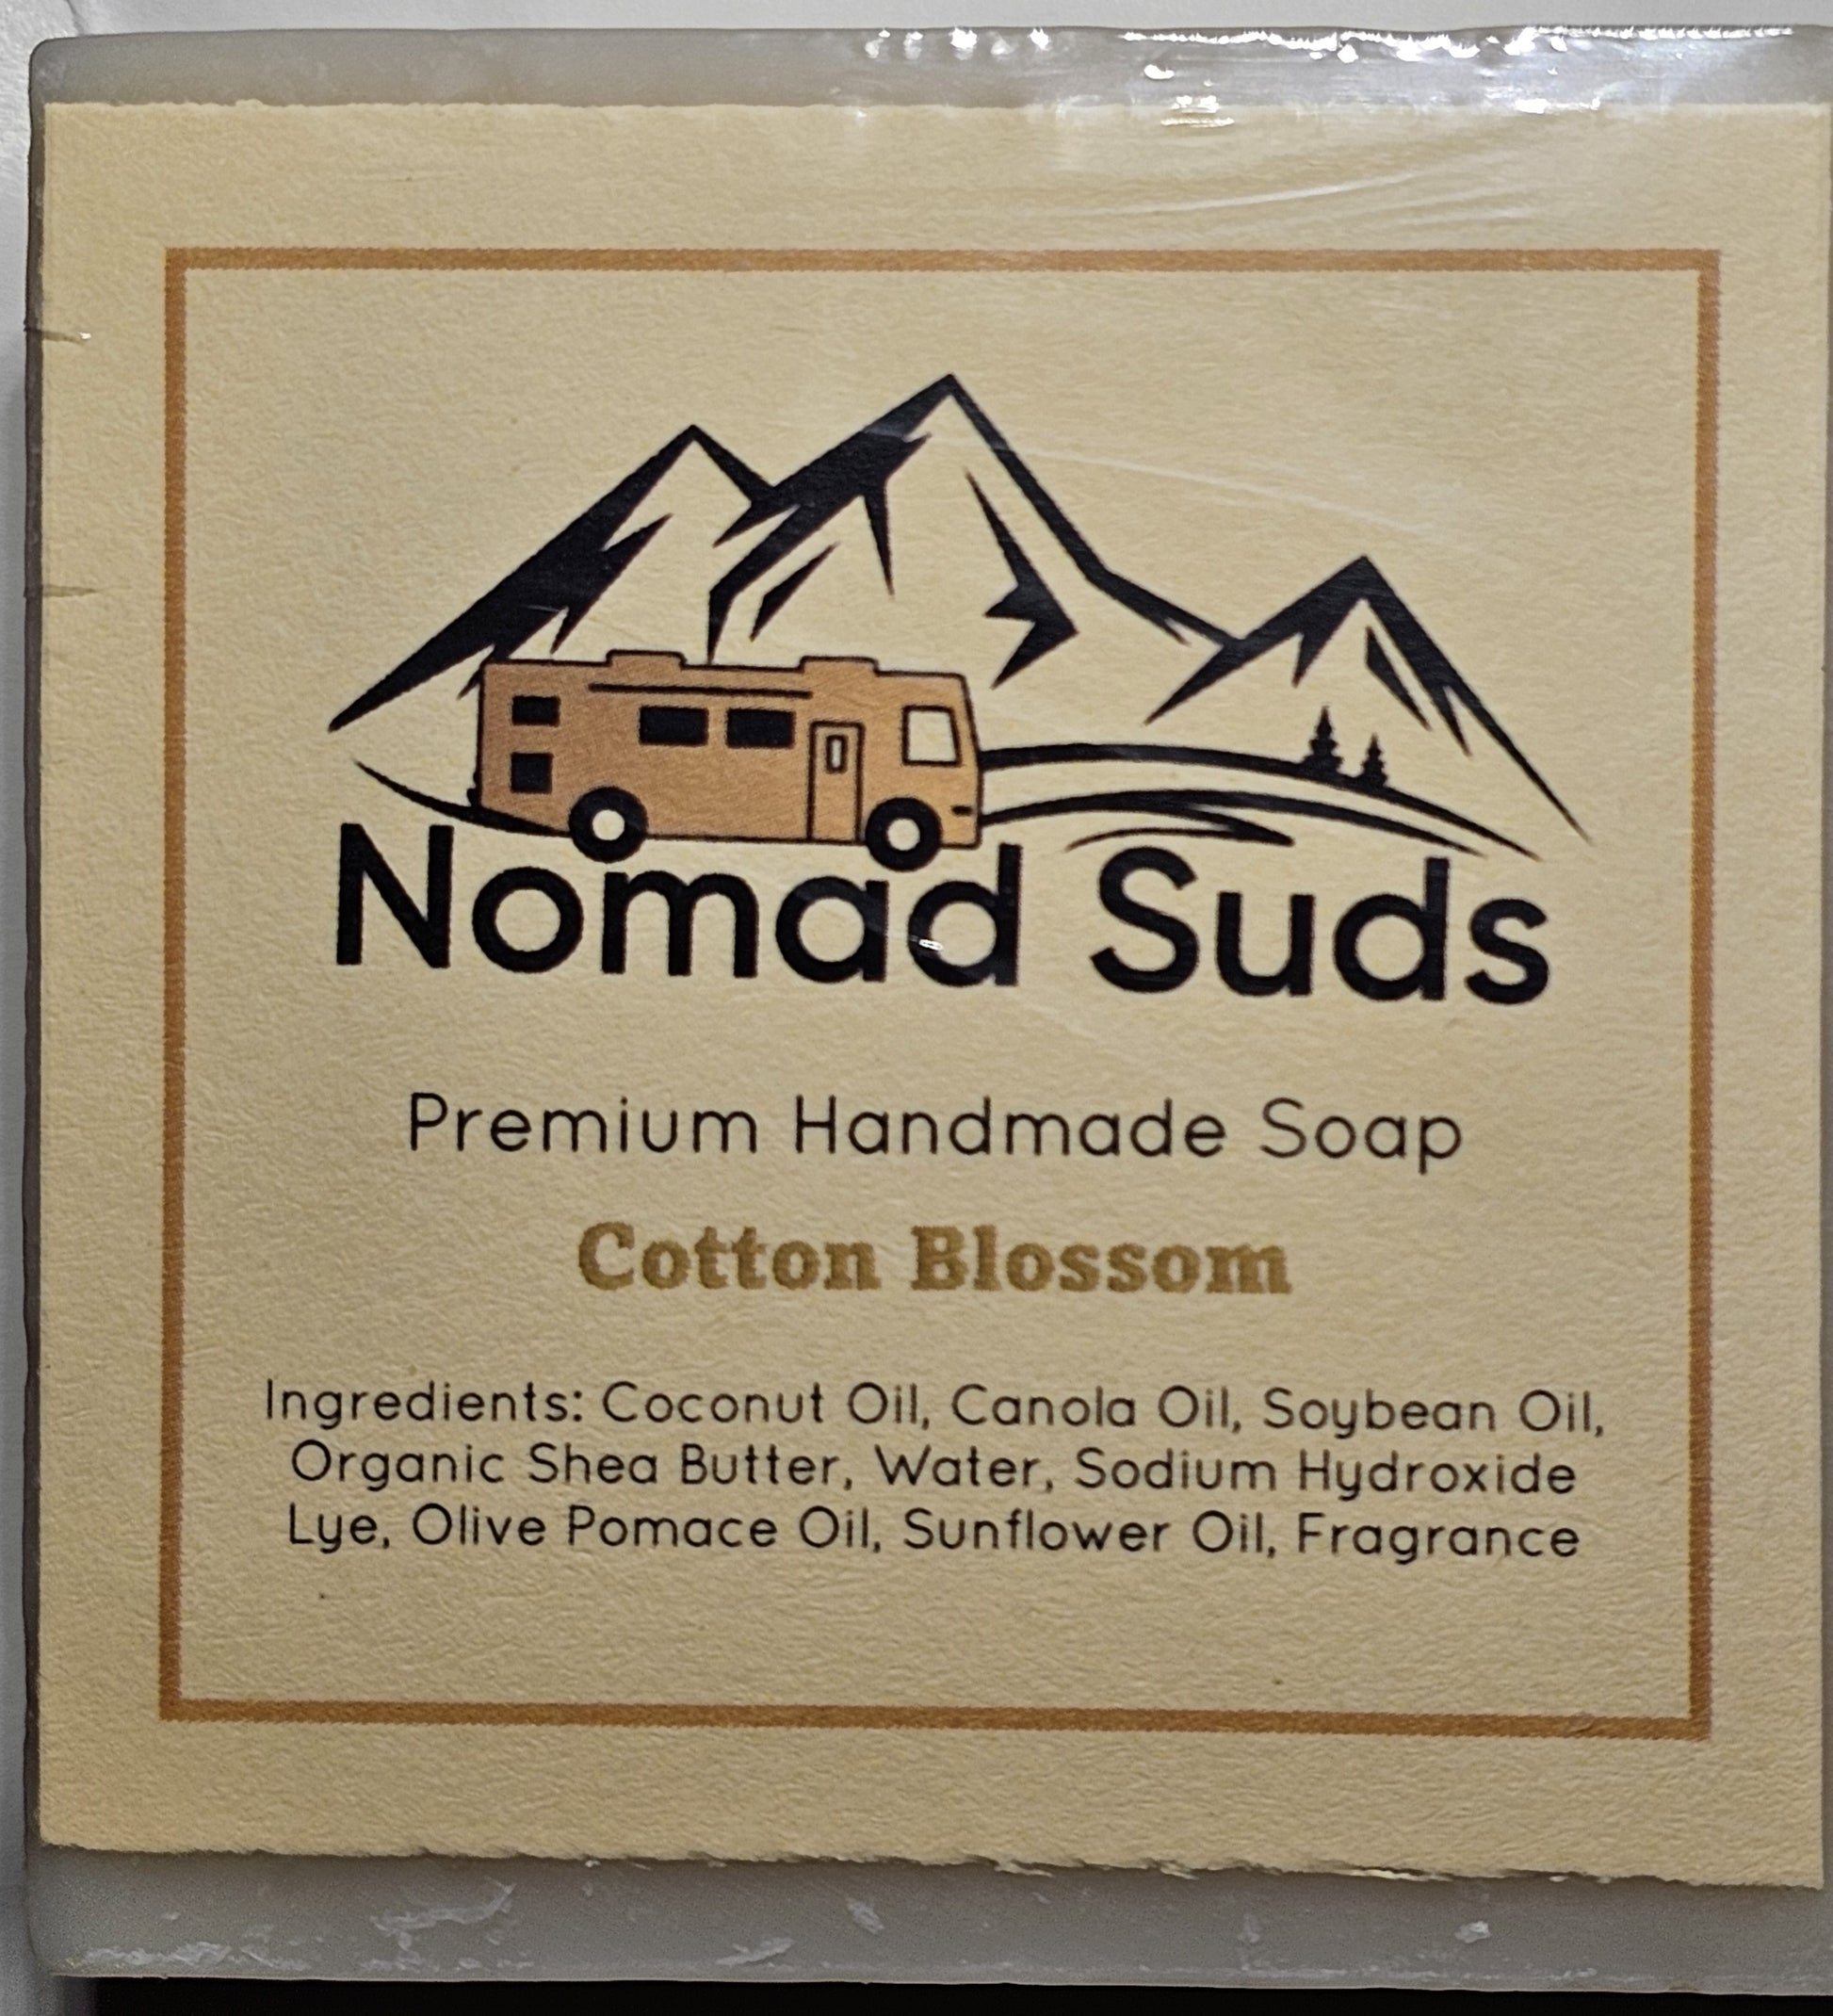 Nomad Suds
Premium Handmade Soap
Cotton Blossom
Ingredients: Coconut Oil, Canola Oil, Soybean Oil,
Organic Shea Butter, Water, Sodium Hydroxide
Lye, Olive Pomace Oil, Sunflower Oil, Fragrance